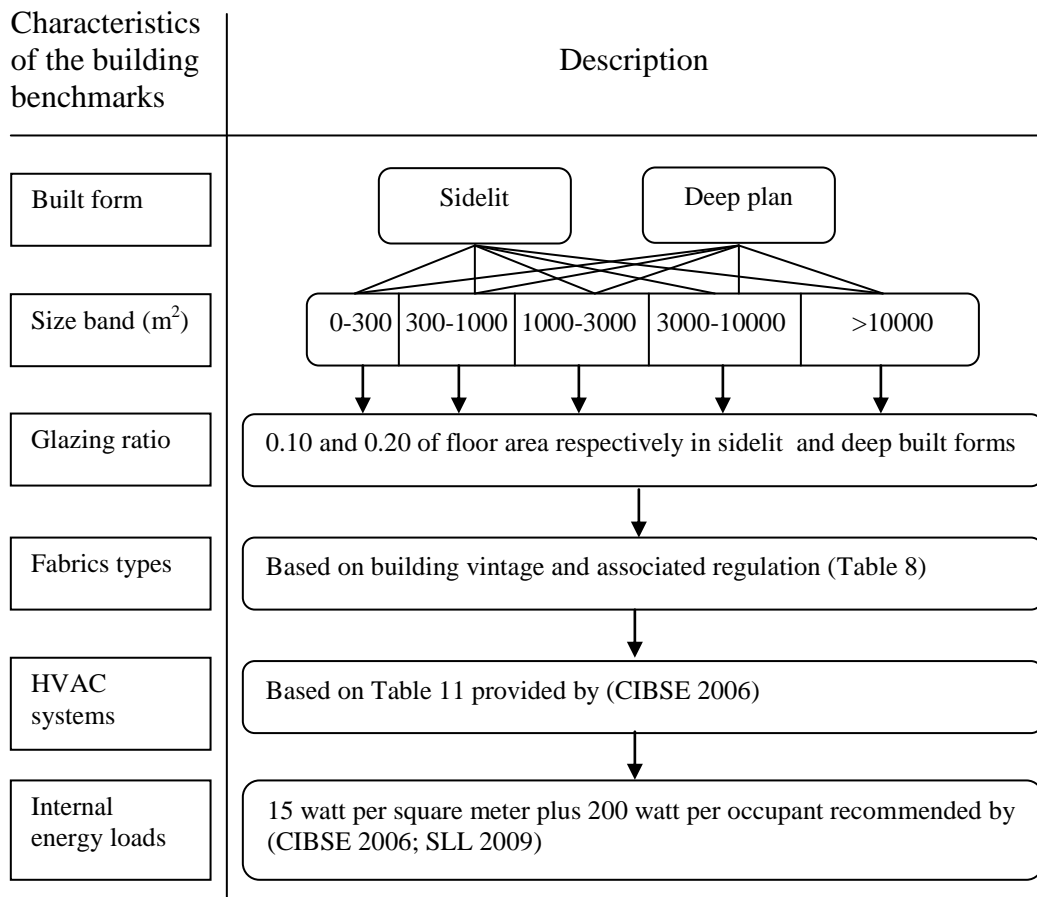 Characteristics
of the building
benchmarks
Description
Built form
Sidelit
Deep plan
Size band (m²)
0-300
300-1000
1000-3000
3000-10000
>10000
Glazing ratio
0.10 and 0.20 of floor area respectively in sidelit and deep built forms
Fabrics types
Based on building vintage and associated regulation (Table 8)
HVAC
systems
Based on Table 11 provided by (CIBSE 2006)
Internal
energy loads
15 watt per square meter plus 200 watt per occupant recommended by
(CIBSE 2006; SLL 2009)